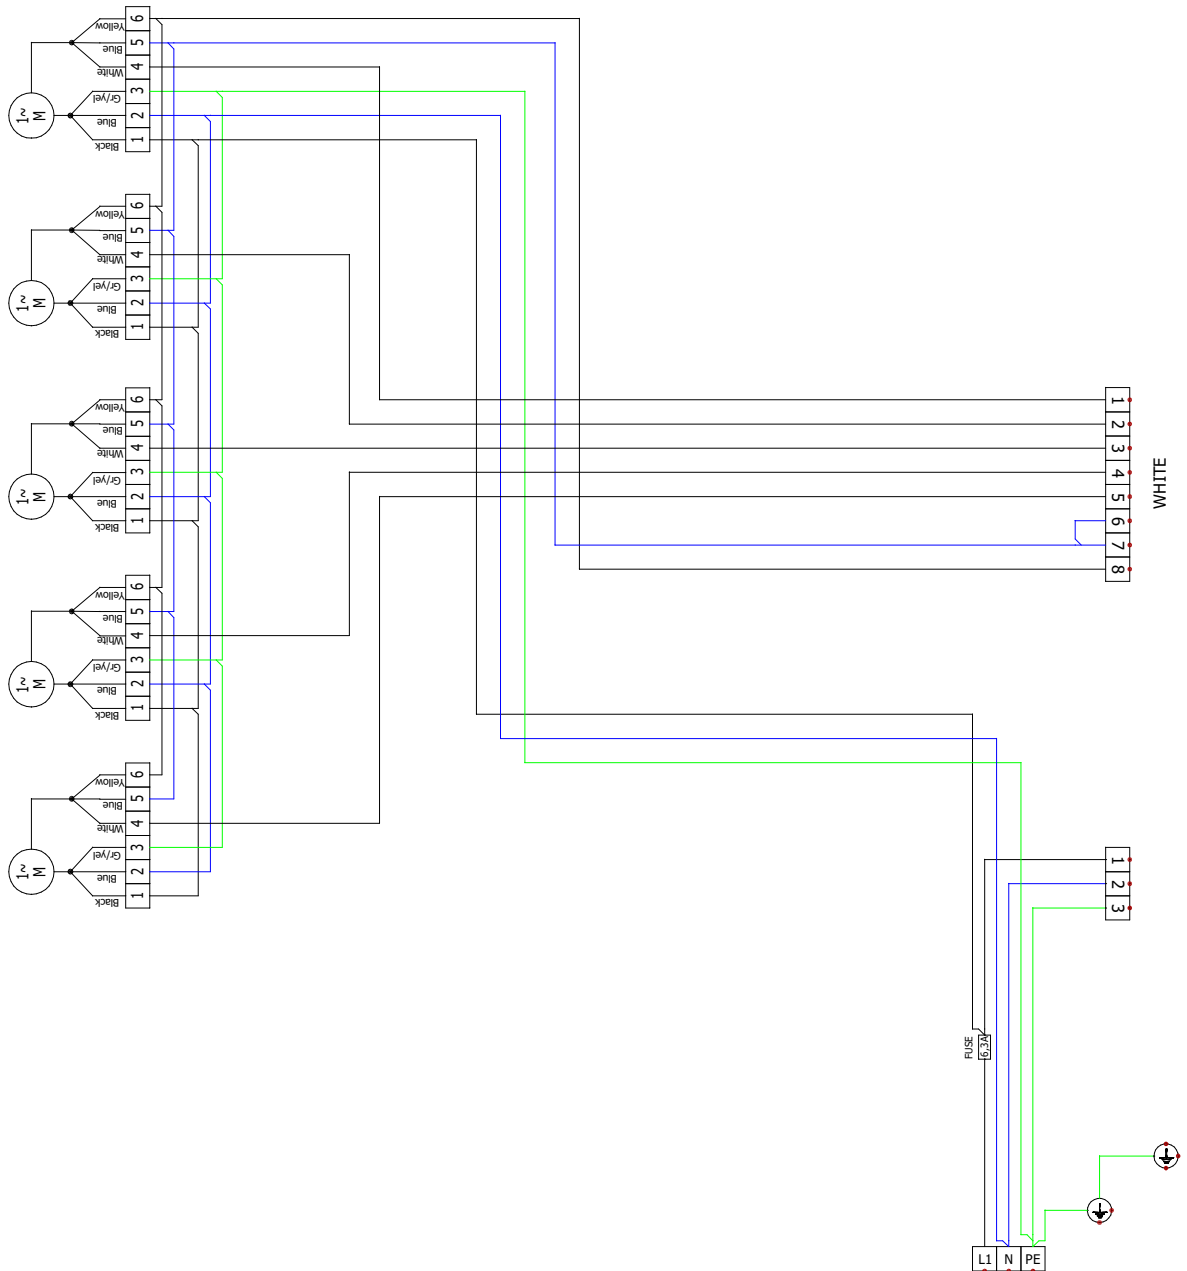 Yellow
6
Blue
5
White
4
Gr/yel
3
Blue
2
Black
1
1~
M
Yellow
6
Blue
5
White
4
Gr/yel
3
Blue
2
Black
1
1~
M
Yellow
6
Blue
5
White
4
Gr/yel
3
Blue
2
Black
1
1~
M
Yellow
6
Blue
5
White
4
Gr/yel
3
Blue
2
Black
1
1~
M
Yellow
6
Blue
5
White
4
Gr/yel
3
Blue
2
Black
1
1~
M
1
2
3
4
5
6
7
8
WHITE
1
2
3
FUSE
6,3A
L1 N PE